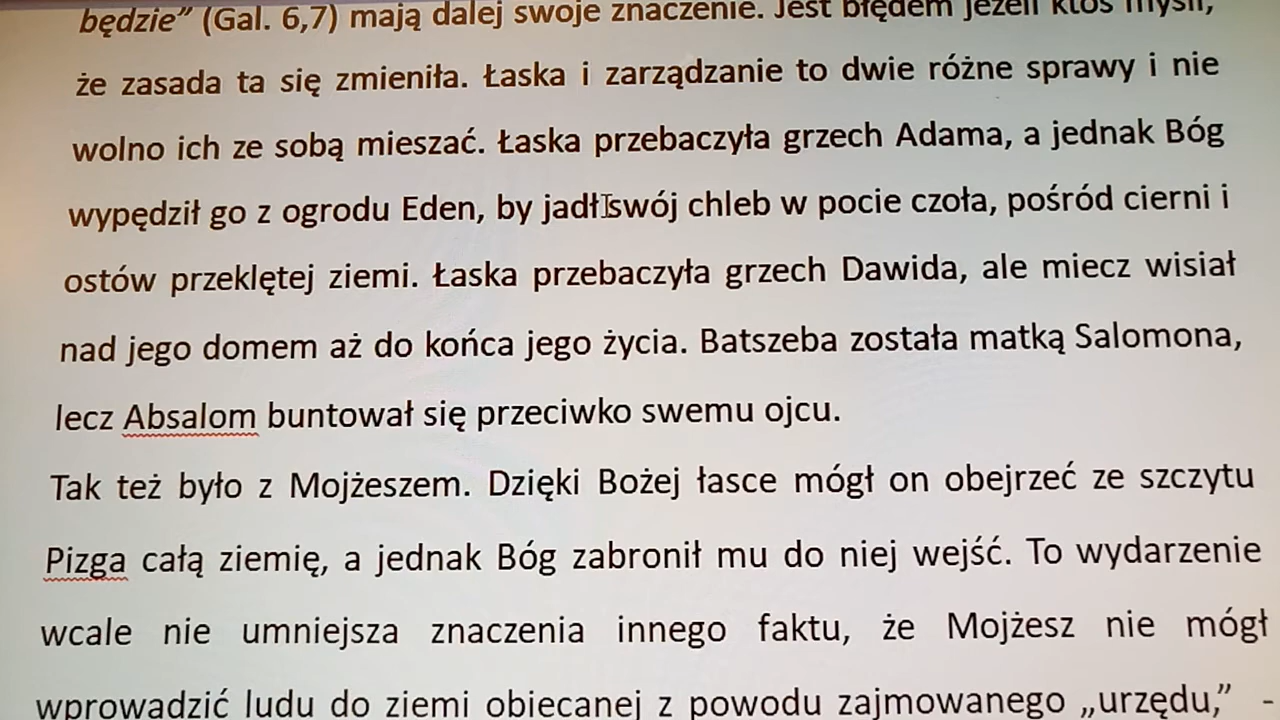 będzie” (Gal. 6,7) mają dalej swoje znaczenie. Jest błędem jeżeli ktoś myśli,
że zasada ta się zmieniła. Łaska i zarządzanie to dwie różne sprawy i nie
wolno ich ze sobą mieszać. Łaska przebaczyła grzech Adama, a jednak Bóg
wypędził go z ogrodu Eden, by jadł swój chleb w pocie czoła, pośród cierni i
ostów przeklętej ziemi. Łaska przebaczyła grzech Dawida, ale miecz wisiał
nad jego domem aż do końca jego życia. Batszeba została matką Salomona,
lecz Absalom buntował się przeciwko swemu ojcu.
Tak też było z Mojżeszem. Dzięki Bożej łasce mógł on obejrzeć ze szczytu
Pizga całą ziemię, a jednak Bóg zabronił mu do niej wejść. To wydarzenie
wcale nie umniejsza znaczenia innego faktu, że Mojżesz nie mógł
wprowadzić ludu do ziemi obiecanej z powodu zajmowanego „urzędu,” -